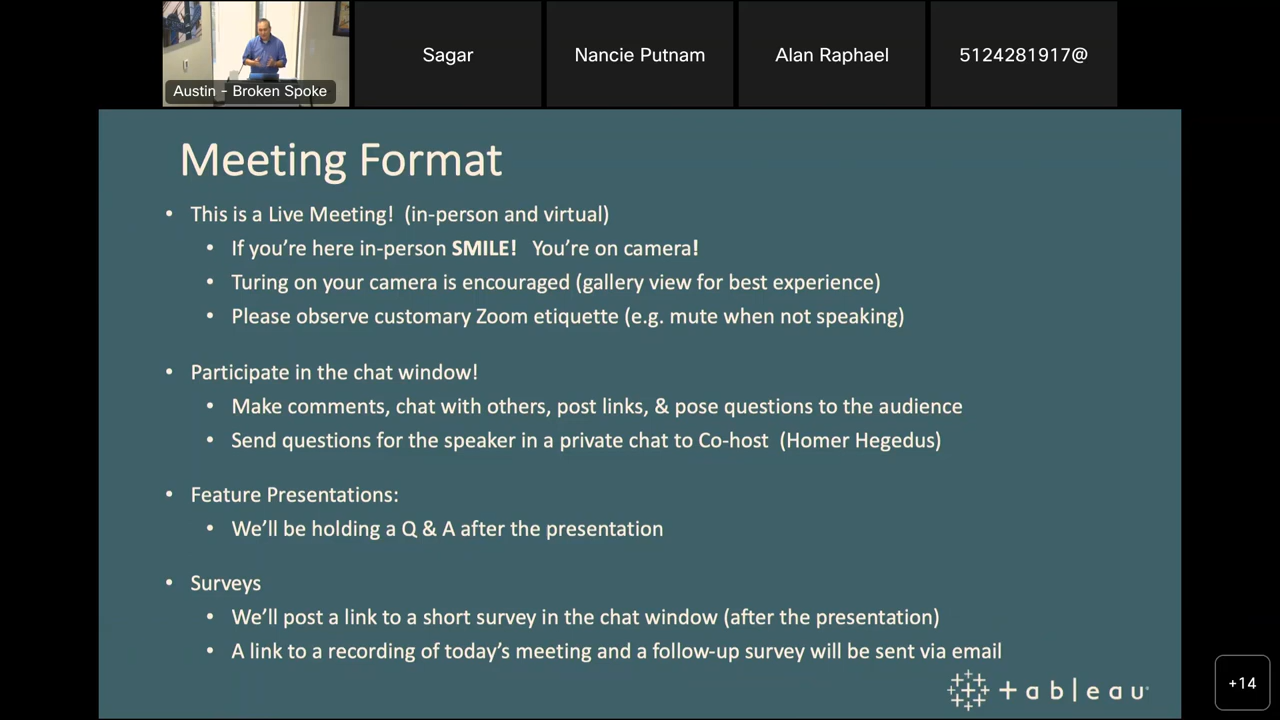 Austin - Broken Spoke
Sagar
Nancie Putnam
Alan Raphael
5124281917@
Meeting Format
• This is a Live Meeting! (in-person and virtual)
• If you're here in-person SMILE! You're on camera!
• Turing on your camera is encouraged (gallery view for best experience)
• Please observe customary Zoom etiquette (e.g. mute when not speaking)
• Participate in the chat window!
• Make comments, chat with others, post links, & pose questions to the audience
• Send questions for the speaker in a private chat to Co-host (Homer Hegedus)
• Feature Presentations:
• We'll be holding a Q & A after the presentation
• Surveys
• We'll post a link to a short survey in the chat window (after the presentation)
• A link to a recording of today's meeting and a follow-up survey will be sent via email
+ableau
+14